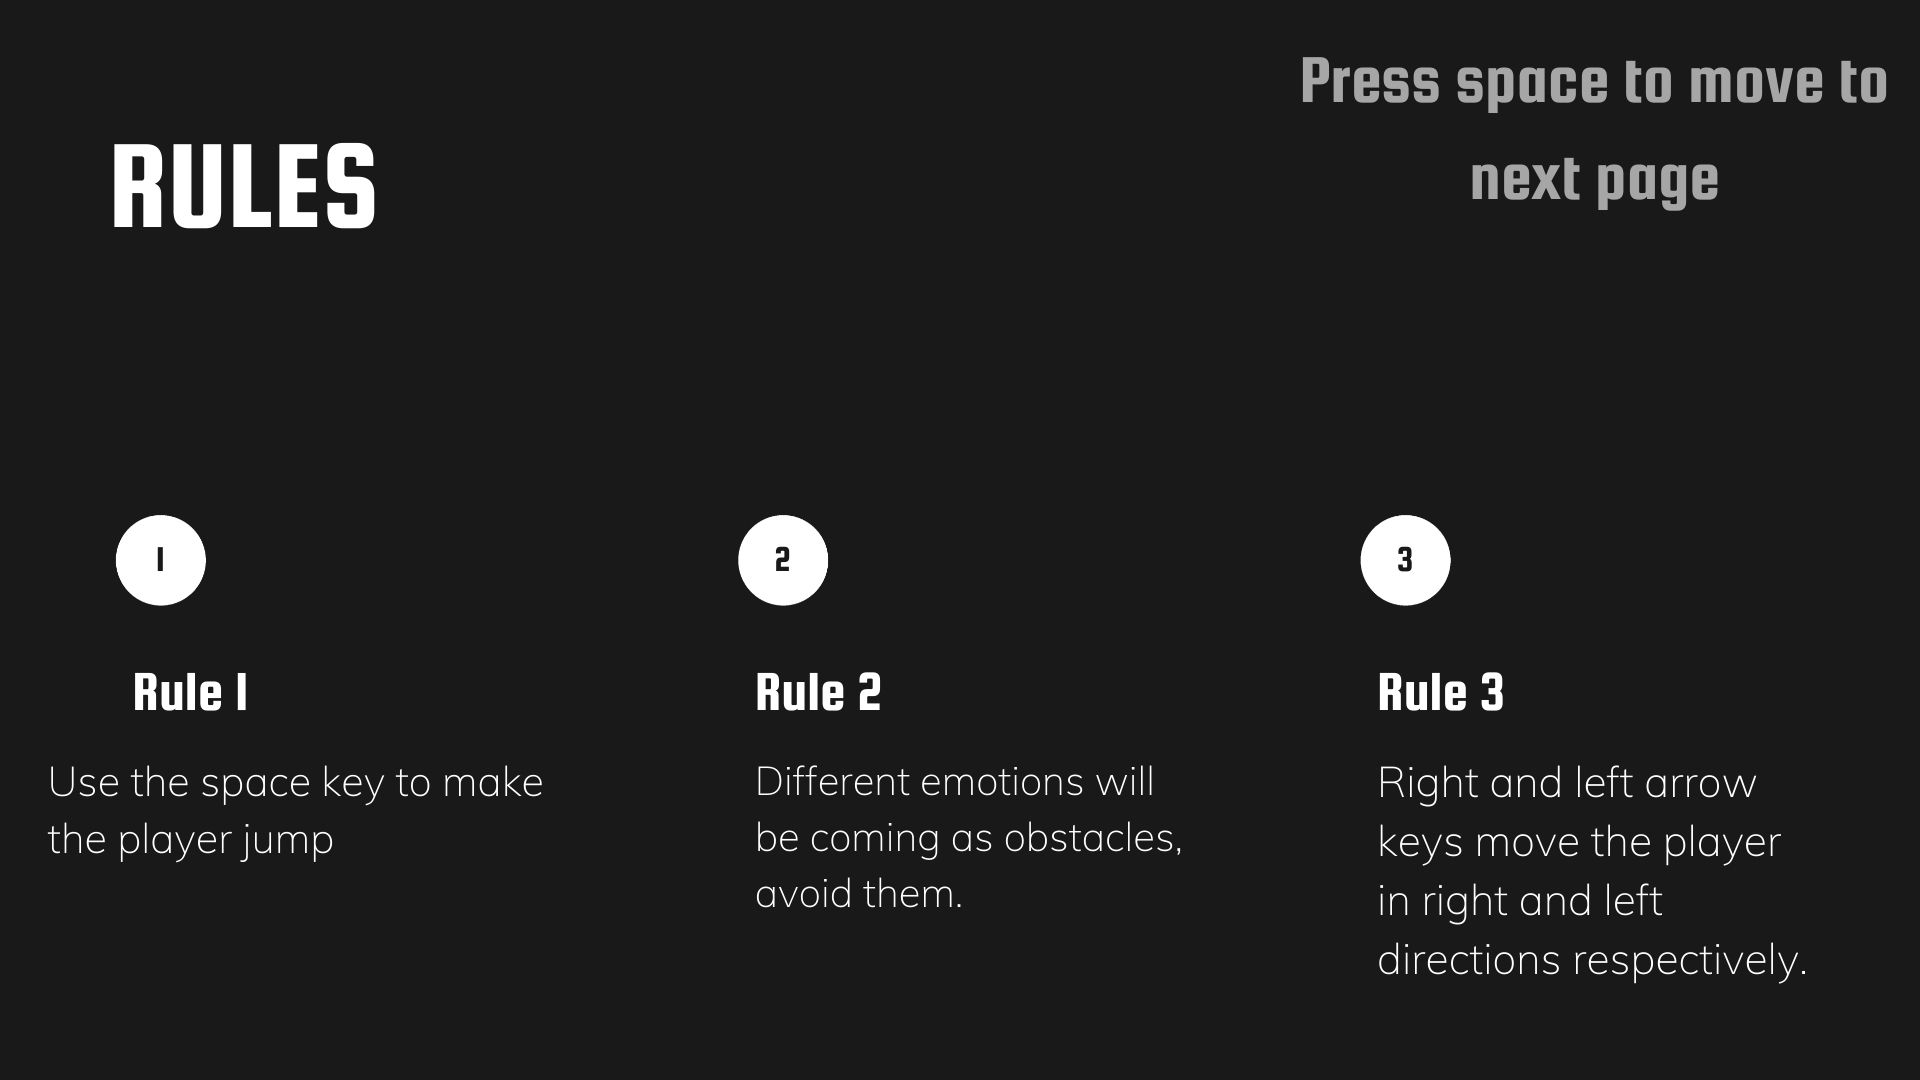 Press space to move to
next page
RULES
1
Rule 1
Use the space key to make
the player jump
2
Rule 2
Different emotions will
be coming as obstacles,
avoid them.
3
Rule 3
Right and left arrow
keys move the player
in right and left
directions respectively.